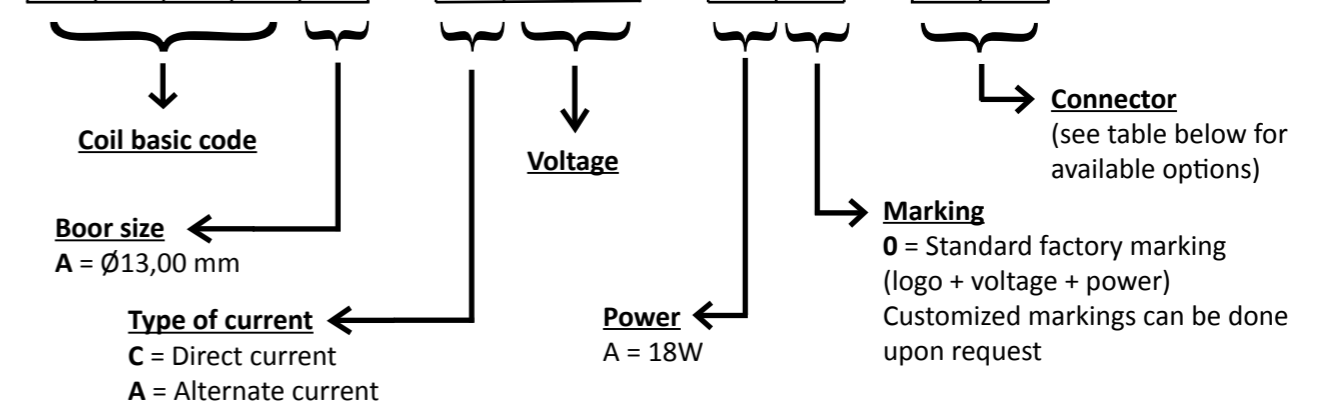 Coil basic code
Boor size
A = Ø13,00 mm
Type of current
C = Direct current
A = Alternate current
Voltage
Power
A = 18W
Marking
0 = Standard factory marking
(logo + voltage + power)
Customized markings can be done
upon request
Connector
(see table below for
available options)